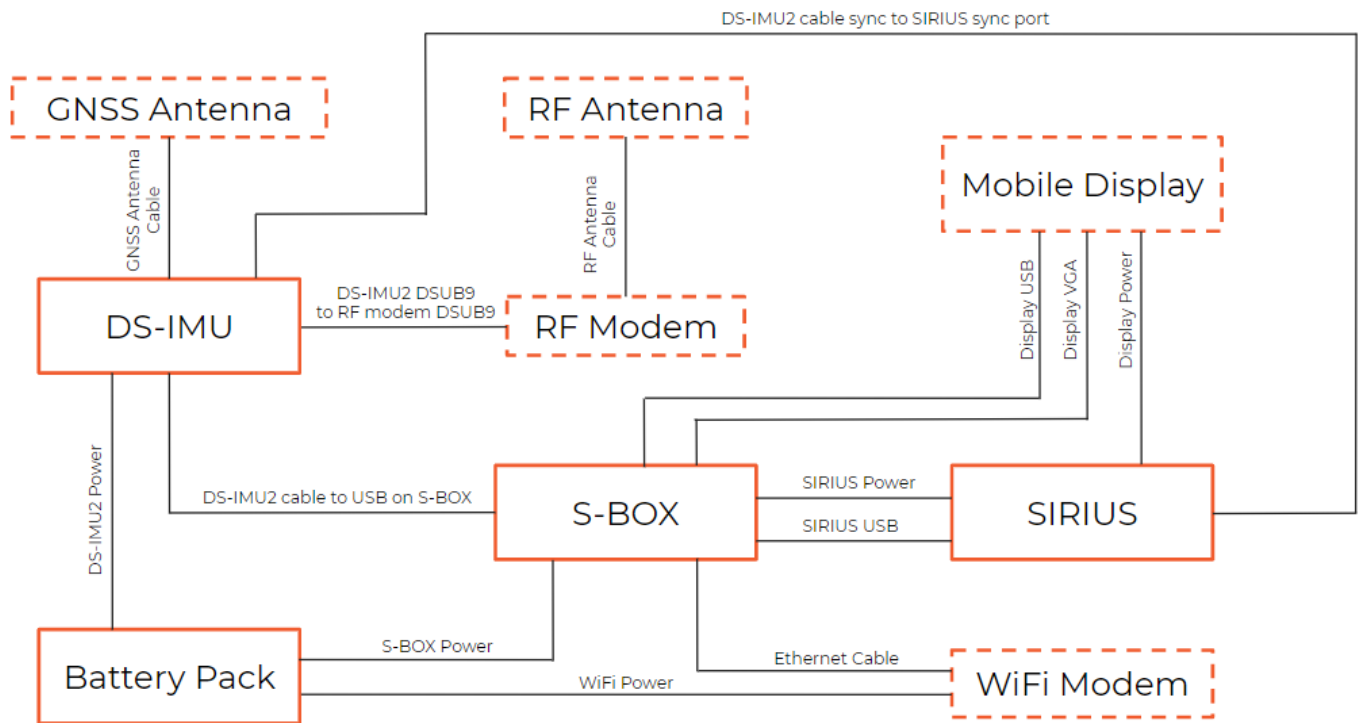 DS-IMU2 cable sync to SIRIUS sync port
GNSS Antenna
RF Antenna
Mobile Display
GNSS Antenna
Cable
RF Antenna
Cable
Display USB
Display VGA
Display Power
DS-IMU
DS-IMU2 DSUB9
to RF modem DSUB9
RF Modem
DS-IMU2 Power
DS-IMU2 cable to USB on S-BOX
S-BOX
SIRIUS Power
SIRIUS USB
SIRIUS
Battery Pack
S-BOX Power
WiFi Power
Ethernet Cable
WiFi Modem